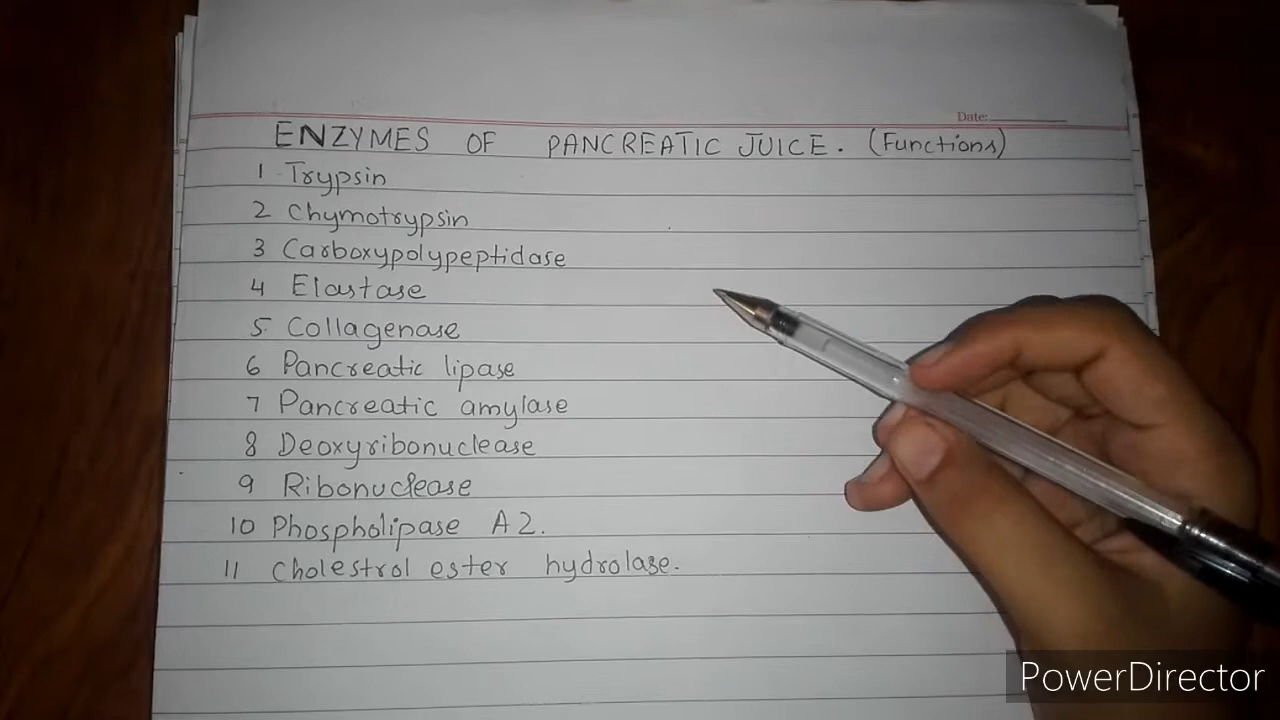 Date:
ENZYMES OF PANCREATIC JUICE. (Functions)
1 Trypsin
2 Chymotrypsin
3 Carboxypolypeptidase
4 Elastase
5 Collagenase
6 Pancreatic lipase
7 Pancreatic amylase
8 Deoxyribonuclease
9 Ribonuclease
10 Phospholipase A2.
11 Cholestrol ester hydrolase.
PowerDirector